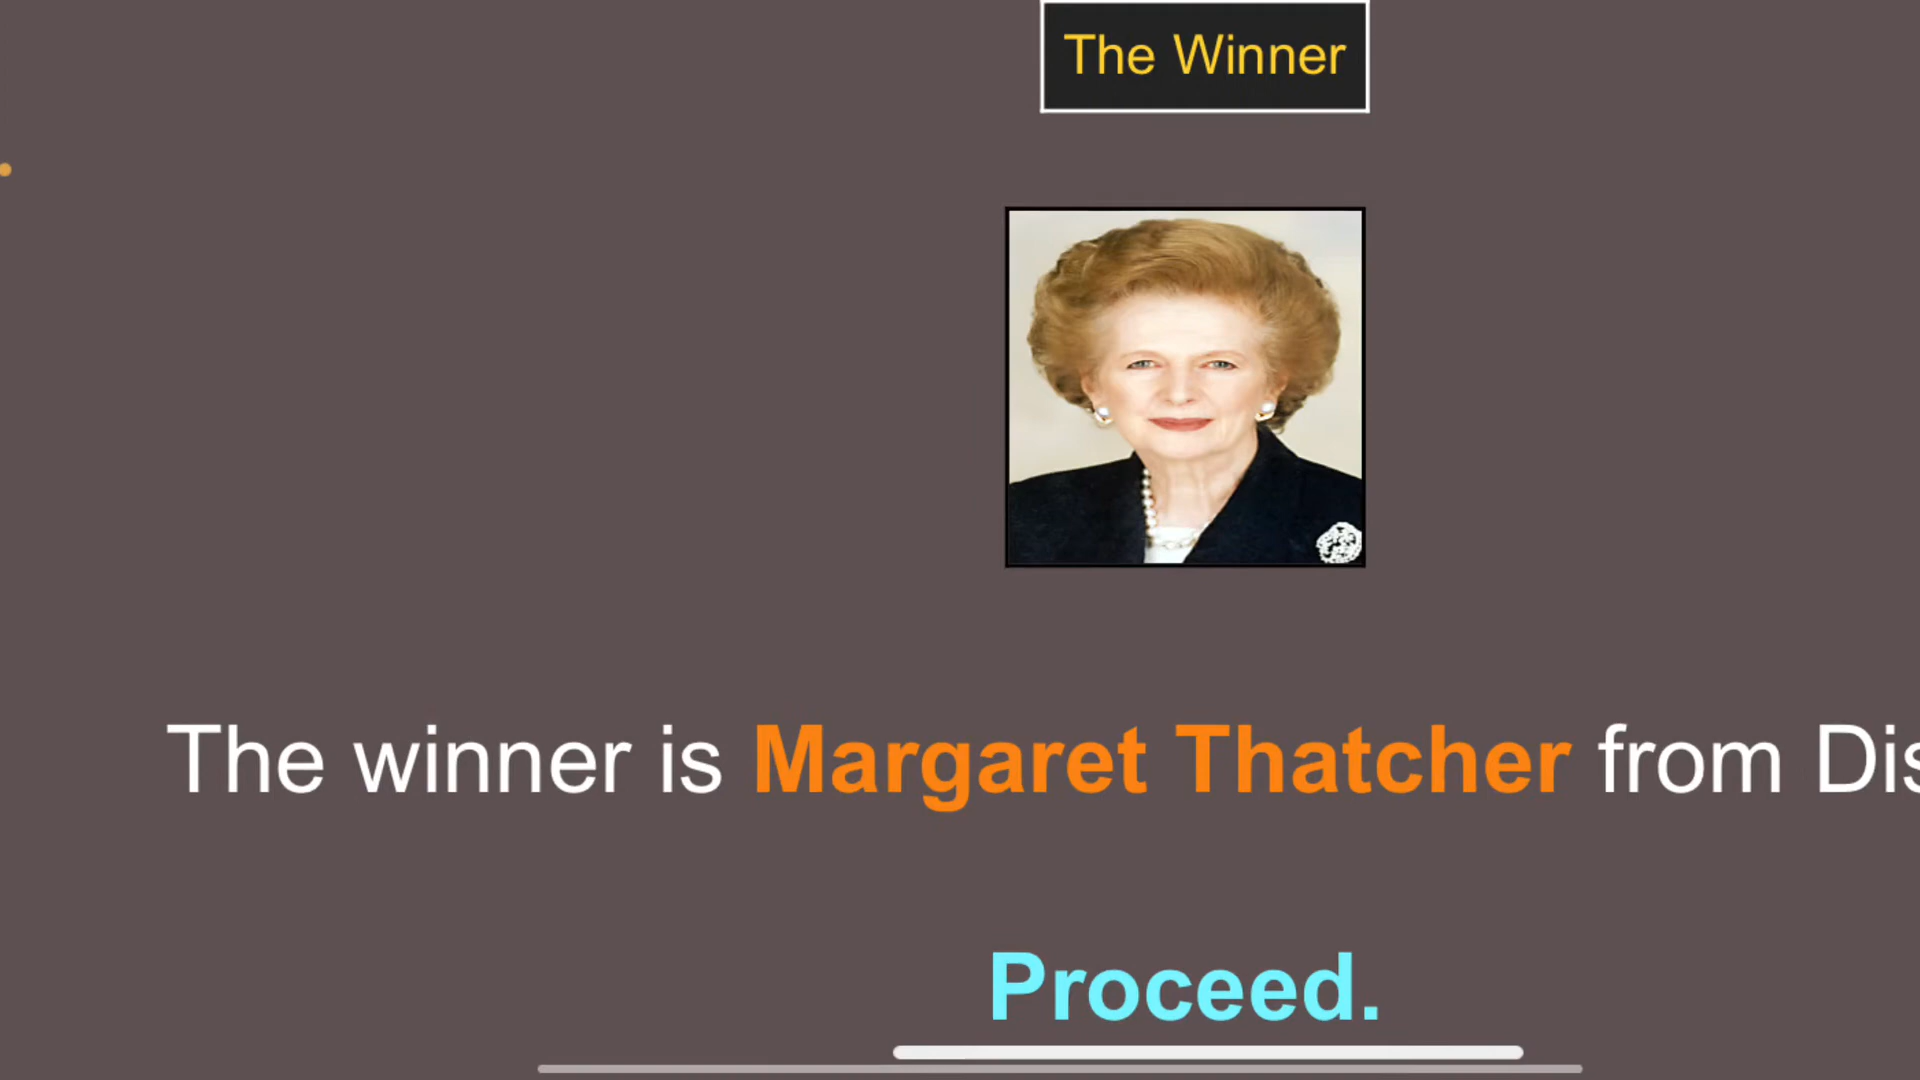 The Winner
The winner is Margaret Thatcher from
Proceed.